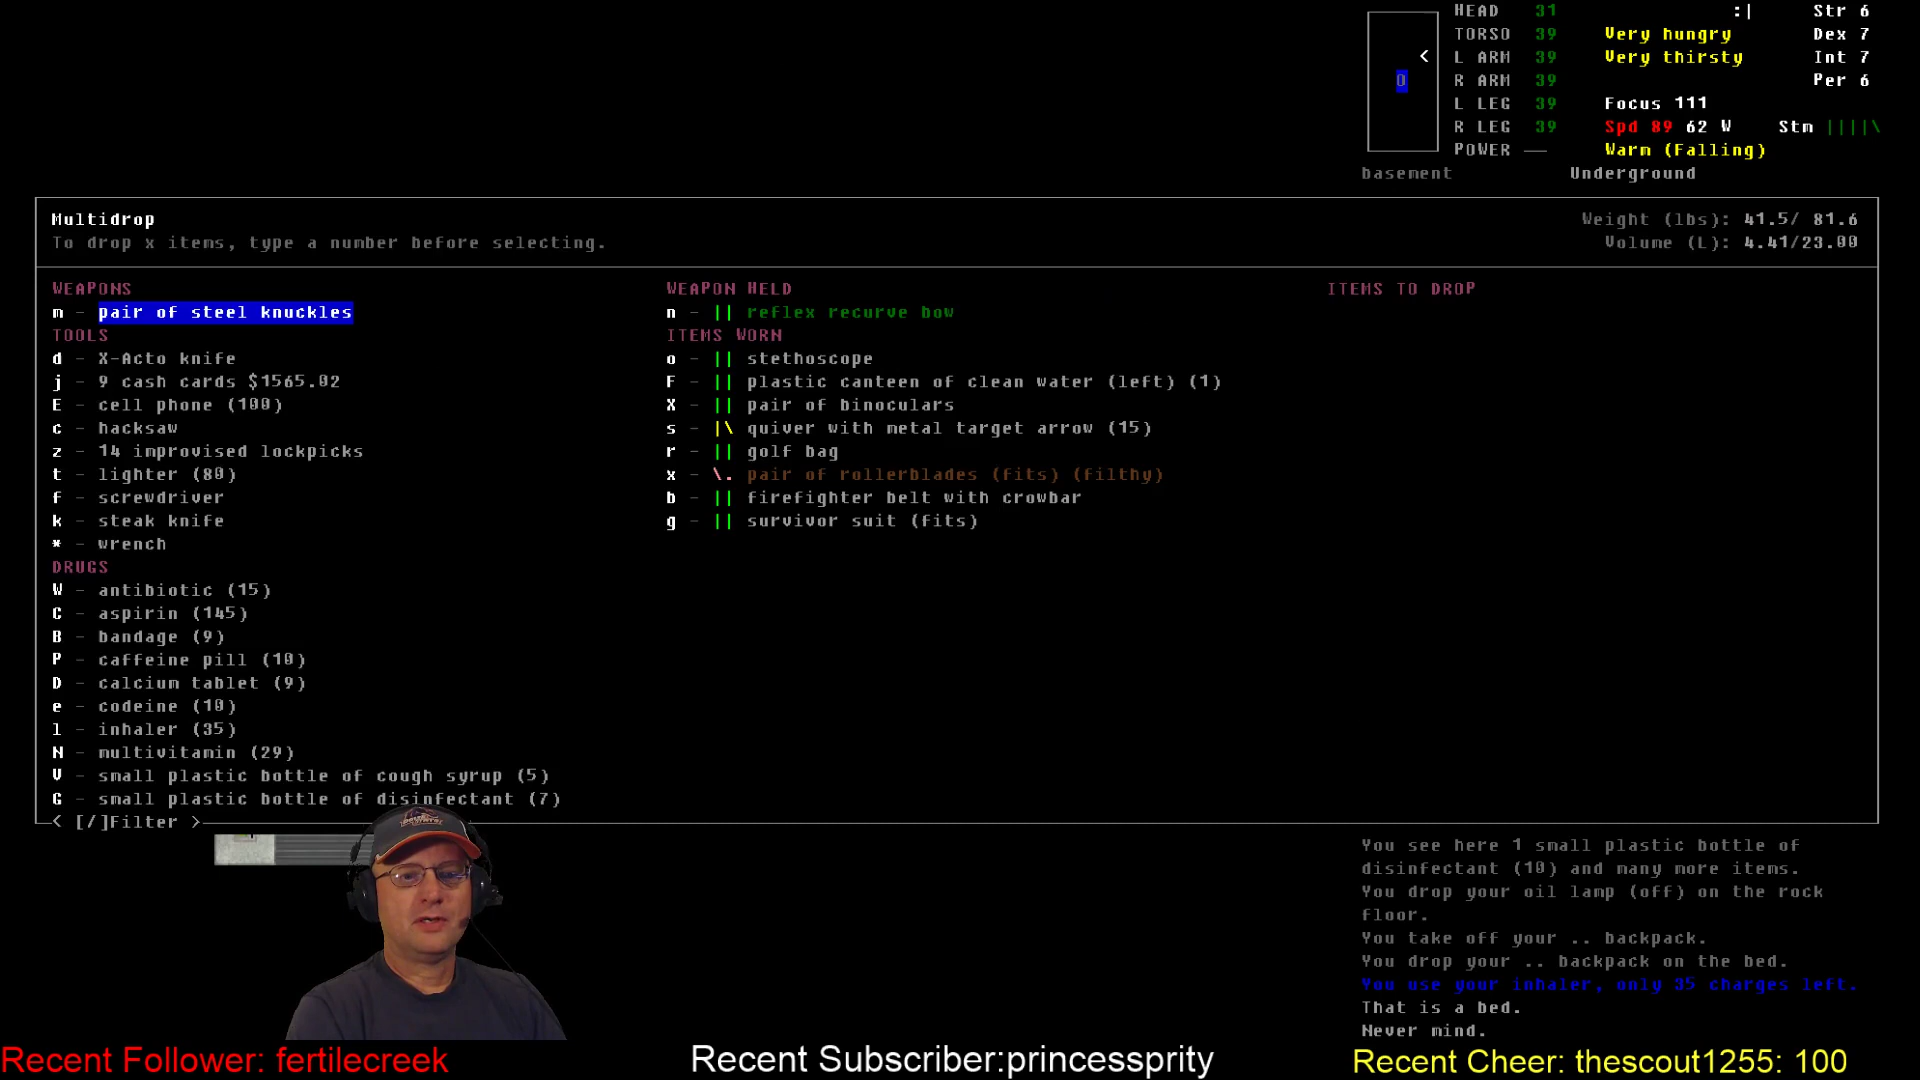 HEAD 31 :| Str 6
TORSO 39 Very hungry Dex 7
L ARM 39 Very thirsty Int 7
R ARM 39 Per 6
L LEG 39 Focus 111
R LEG 39 Spd 89 62 W Stm ||||\
POWER — Warm (Falling)
basement Underground
<
0
Multidrop Weight (lbs): 41.5/ 81.6
To drop x items, type a number before selecting. Volume (L): 4.41/23.00
WEAPONS
m - pair of steel knuckles
TOOLS
d - X-Acto knife
j - 9 cash cards $1565.02
E - cell phone (100)
c - hacksaw
z - 14 improvised lockpicks
t - lighter (80)
f - screwdriver
k - steak knife
* - wrench
DRUGS
W - antibiotic (15)
C - aspirin (145)
B - bandage (9)
P - caffeine pill (10)
D - calcium tablet (9)
e - codeine (10)
l - inhaler (35)
N - multivitamin (29)
V - small plastic bottle of cough syrup (5)
G - small plastic bottle of disinfectant (7)
< [/]Filter >
WEAPON HELD
n - || reflex recurve bow
ITEMS WORN
o - || stethoscope
F - || plastic canteen of clean water (left) (1)
X - || pair of binoculars
s - |\ quiver with metal target arrow (15)
r - || golf bag
x - \. pair of rollerblades (fits) (filthy)
b - || firefighter belt with crowbar
g - || survivor suit (fits)
ITEMS TO DROP
You see here 1 small plastic bottle of
disinfectant (10) and many more items.
You drop your oil lamp (off) on the rock
floor.
You take off your .. backpack.
You drop your .. backpack on the bed.
You use your inhaler, only 35 charges left.
That is a bed.
Never mind.
Recent Follower: fertilecreek
Recent Subscriber:princessprity
Recent Cheer: thescout1255: 100